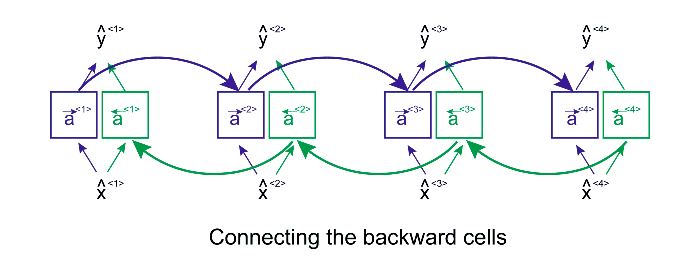 ŷ<1> ŷ<2> ŷ<3> ŷ<4>
a→<1> a←<1> a→<2> a←<2> a→<3> a←<3> a→<4> a←<4>
x̂<1> x̂<2> x̂<3> x̂<4>
Connecting the backward cells